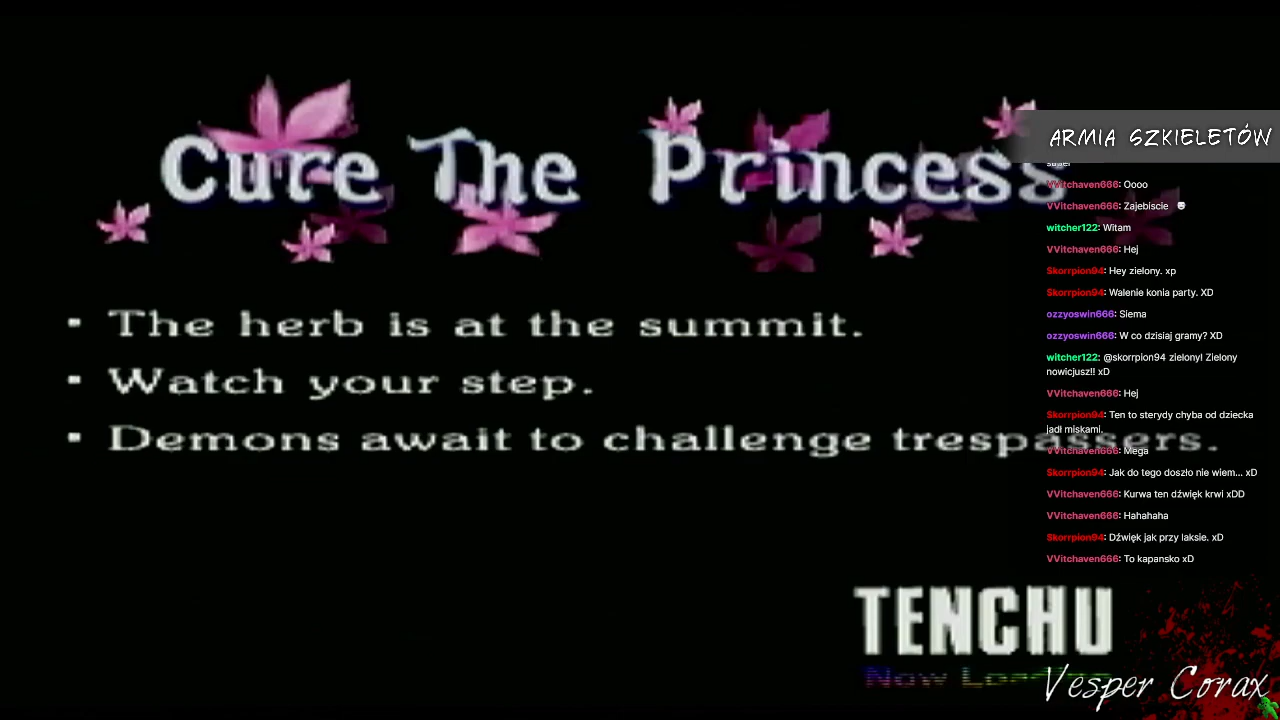 Cure The Princess
▪ The herb is at the summit.
▪ Watch your step.
▪ Demons await to challenge trespassers.
TENCHU
Now Loading
ARMIA SZKIELETÓW
super
VVitchaven666: Oooo
VVitchaven666: Zajebiscie
witcher122: Witam
VVitchaven666: Hej
Skorrpion94: Hey zielony. xp
Skorrpion94: Walenie konia party. XD
ozzyoswin666: Siema
ozzyoswin666: W co dzisiaj gramy? XD
witcher122: @skorrpion94 zielony! Zielony
nowicjusz!! xD
VVitchaven666: Hej
Skorrpion94: Ten to sterydy chyba od dziecka
jadł miskami.
VVitchaven666: Mega
Skorrpion94: Jak do tego doszło nie wiem... xD
VVitchaven666: Kurwa ten dźwięk krwi xDD
VVitchaven666: Hahahaha
Skorrpion94: Dźwięk jak przy laksie. xD
VVitchaven666: To kapansko xD
Vesper Corax